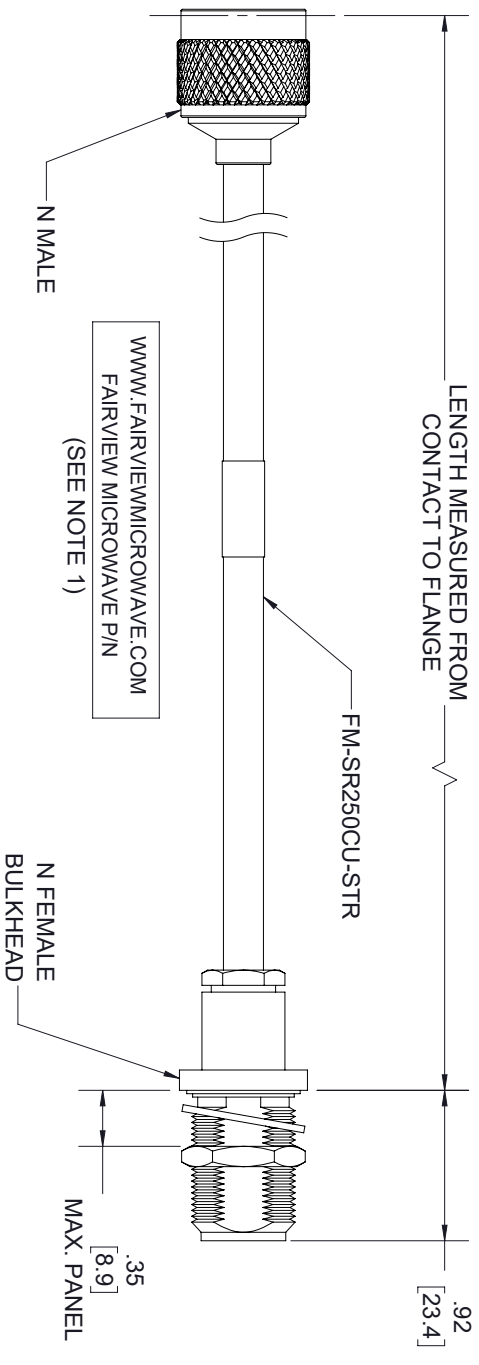 LENGTH MEASURED FROM
CONTACT TO FLANGE
.92
[23.4]
FM-SR250CU-STR
N MALE
WWW.FAIRVIEWMICROWAVE.COM
FAIRVIEW MICROWAVE P/N
(SEE NOTE 1)
N FEMALE
BULKHEAD
.35
[8.9]
MAX. PANEL